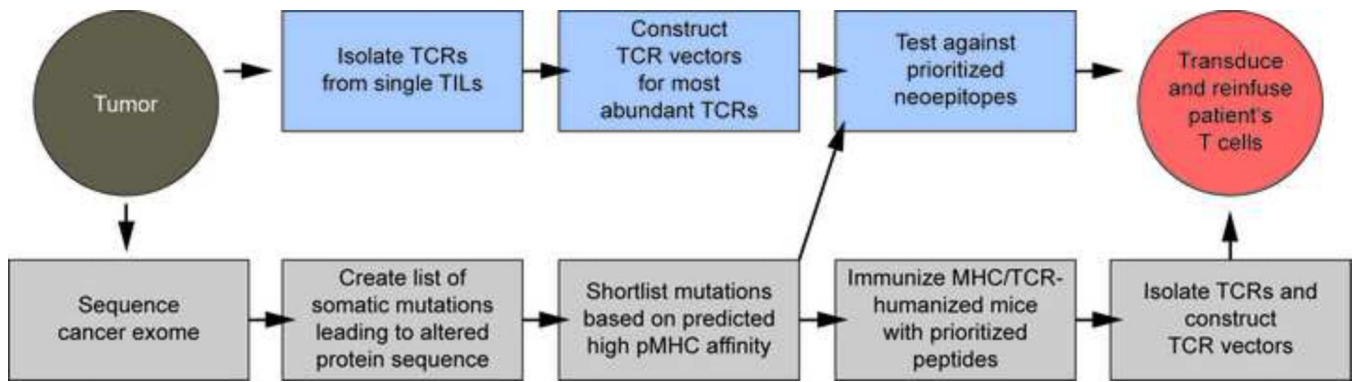 Tumor
Isolate TCRs
from single TILs
Construct
TCR vectors
for most
abundant TCRs
Test against
prioritized
neoepitopes
Transduce
and reinfuse
patient's
T cells
Sequence
cancer exome
Create list of
somatic mutations
leading to altered
protein sequence
Shortlist mutations
based on predicted
high pMHC affinity
Immunize MHC/TCR-
humanized mice
with prioritized
peptides
Isolate TCRs and
construct
TCR vectors